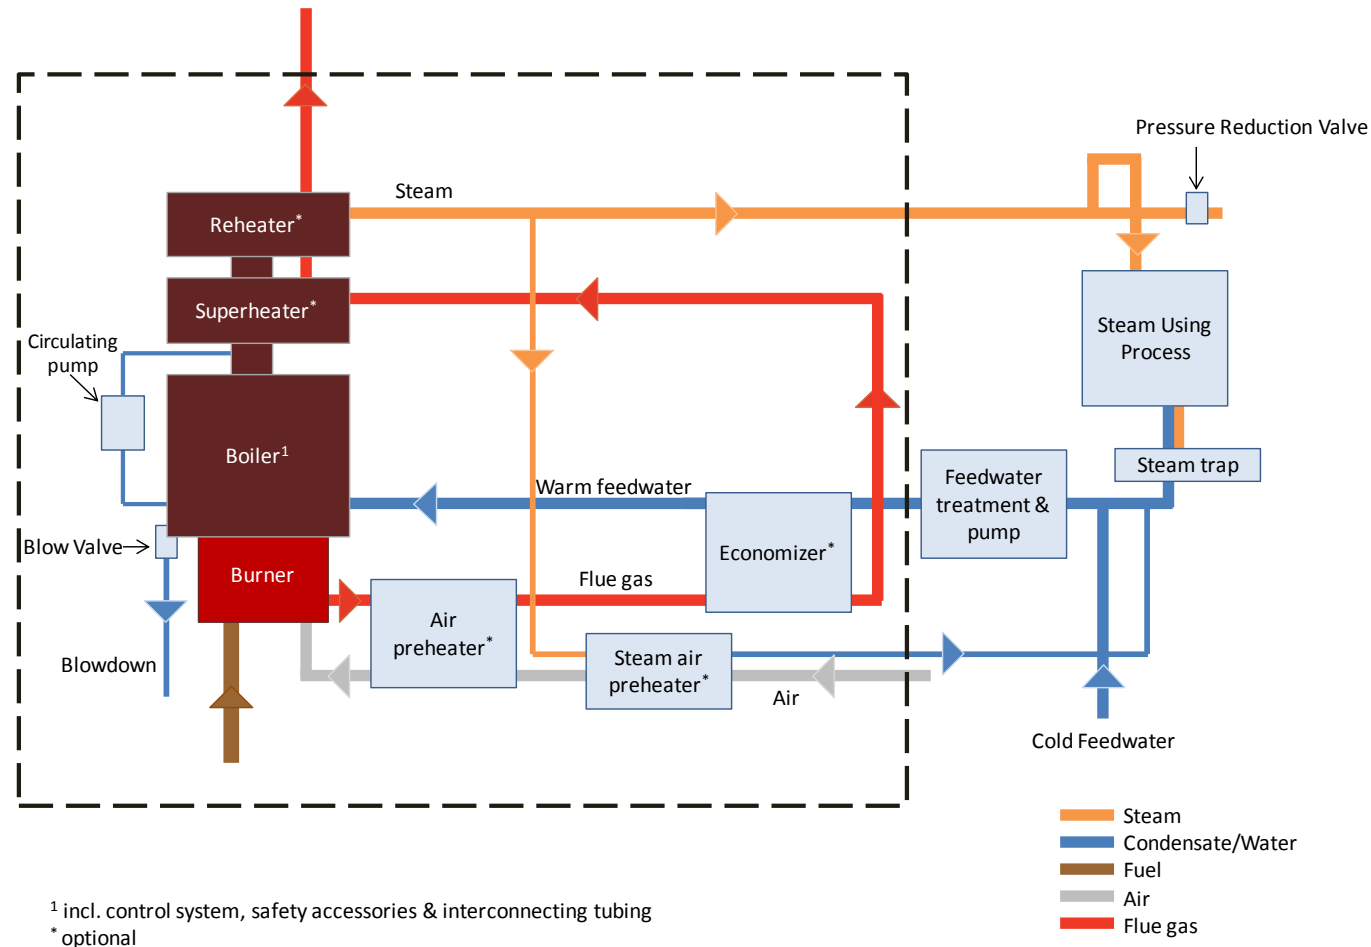 Pressure Reduction Valve
Steam
Reheater*
Superheater*
Circulating
pump
Steam Using
Process
Boiler¹
Steam trap
Warm feedwater
Feedwater
treatment &
pump
Blow Valve
Economizer*
Burner
Flue gas
Air
preheater*
Blowdown
Steam air
preheater*
Air
Cold Feedwater
Steam
Condensate/Water
Fuel
Air
Flue gas
¹ incl. control system, safety accessories & interconnecting tubing
* optional